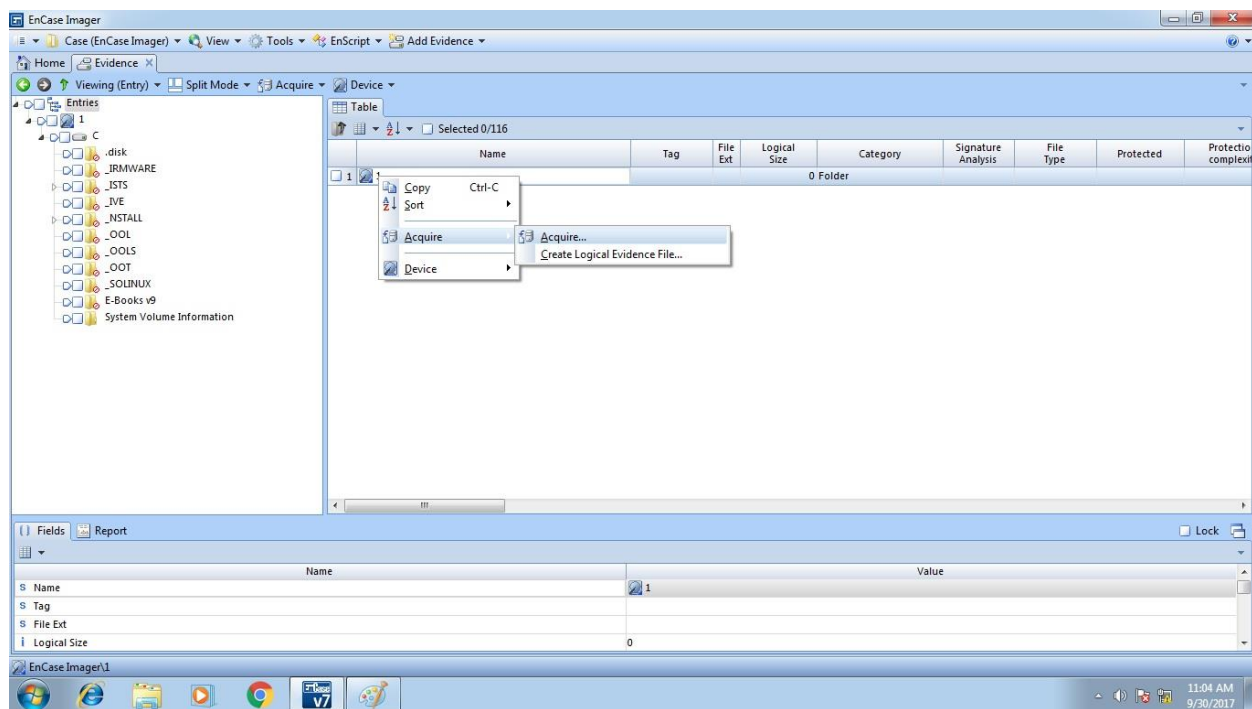 EnCase Imager
Case (EnCase Imager) View Tools EnScript Add Evidence
Home Evidence
Viewing (Entry) Split Mode Acquire Device
Entries
1
C
.disk
_IRMWARE
_ISTS
_IVE
_NSTALL
_OOL
_OOLS
_OOT
_SOLINUX
E-Books v9
System Volume Information
Table
Selected 0/116
Name Tag File Ext Logical Size Category Signature Analysis File Type Protected Protectio complexit
1 1 0 Folder
Copy Ctrl-C
Sort
Acquire
Device
Acquire...
Create Logical Evidence File...
Fields Report Lock
Name Value
S Name 1
S Tag
S File Ext
i Logical Size 0
EnCase Imager\1
EnCase v7
11:04 AM
9/30/2017